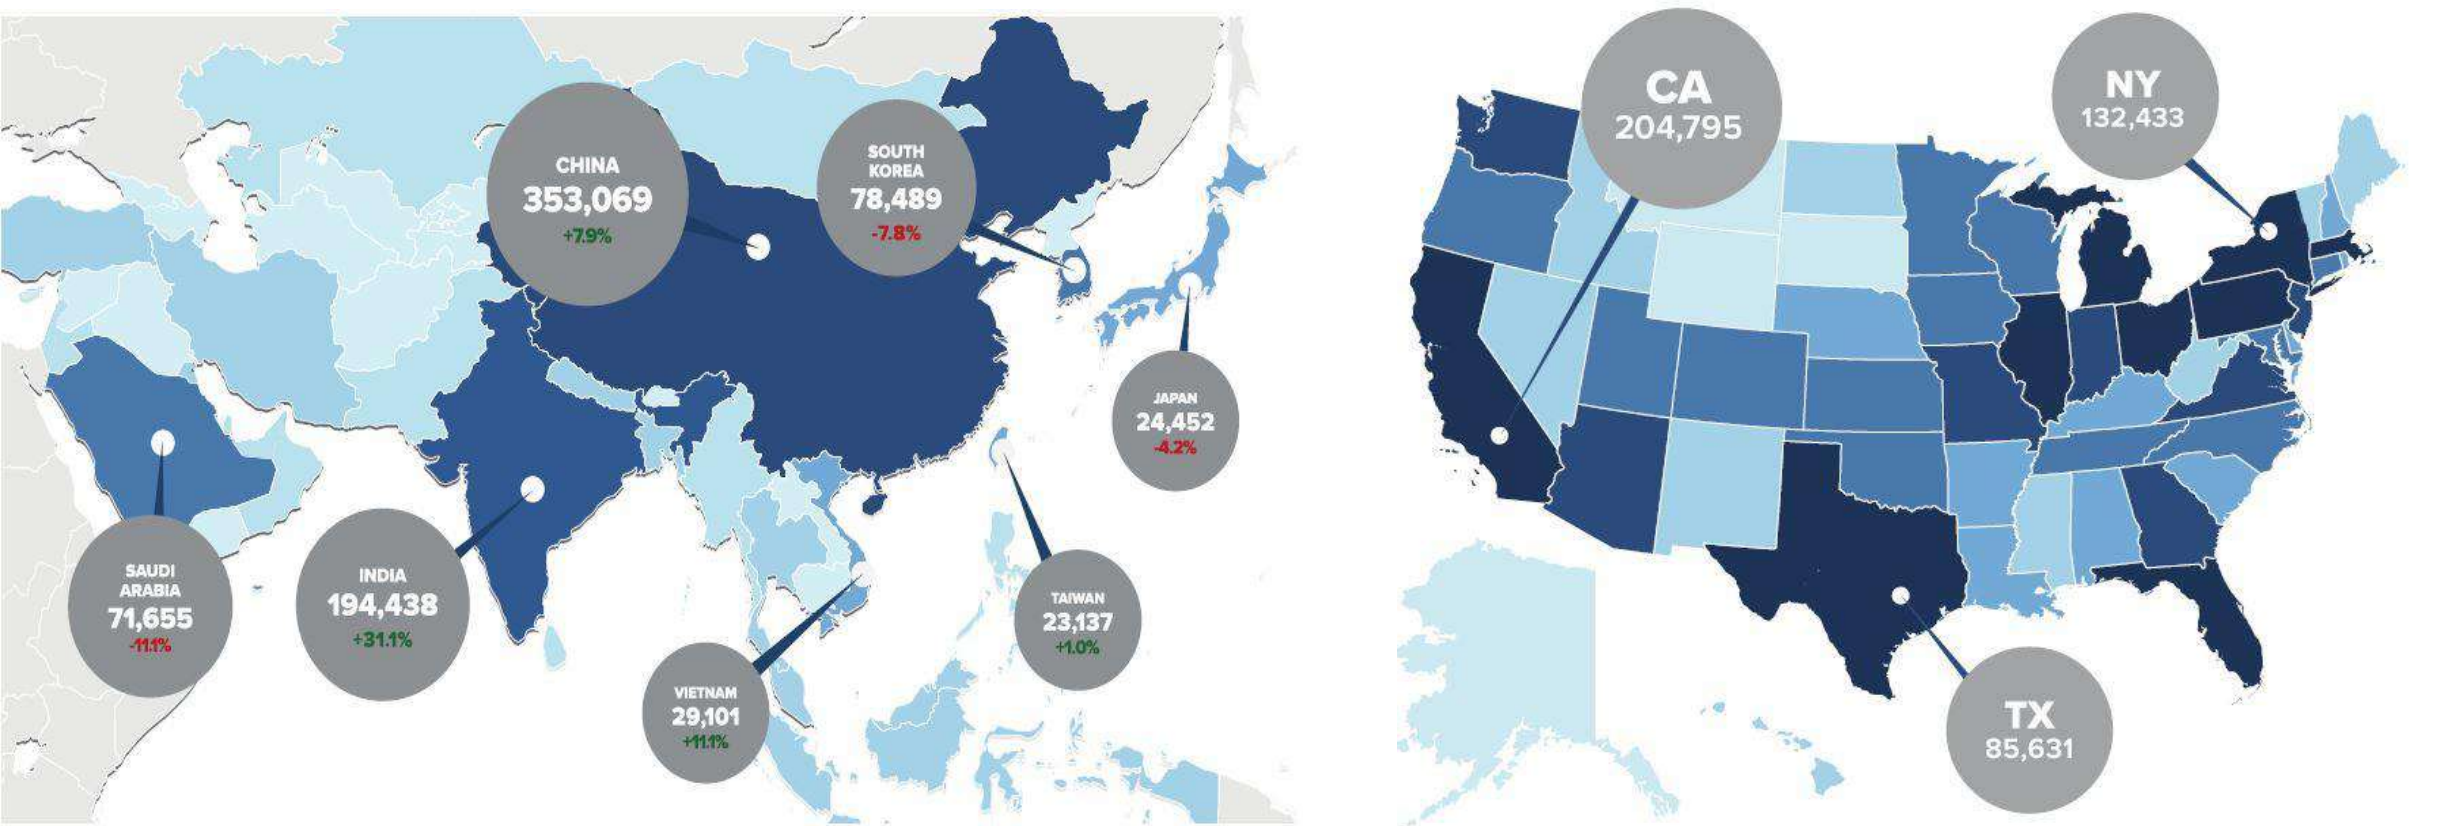 CHINA
353,069
+7.9%
SOUTH
KOREA
78,489
-7.8%
JAPAN
24,452
-4.2%
SAUDI
ARABIA
71,655
-11.1%
INDIA
194,438
+31.1%
VIETNAM
29,101
+11.1%
TAIWAN
23,137
+1.0%
CA
204,795
NY
132,433
TX
85,631